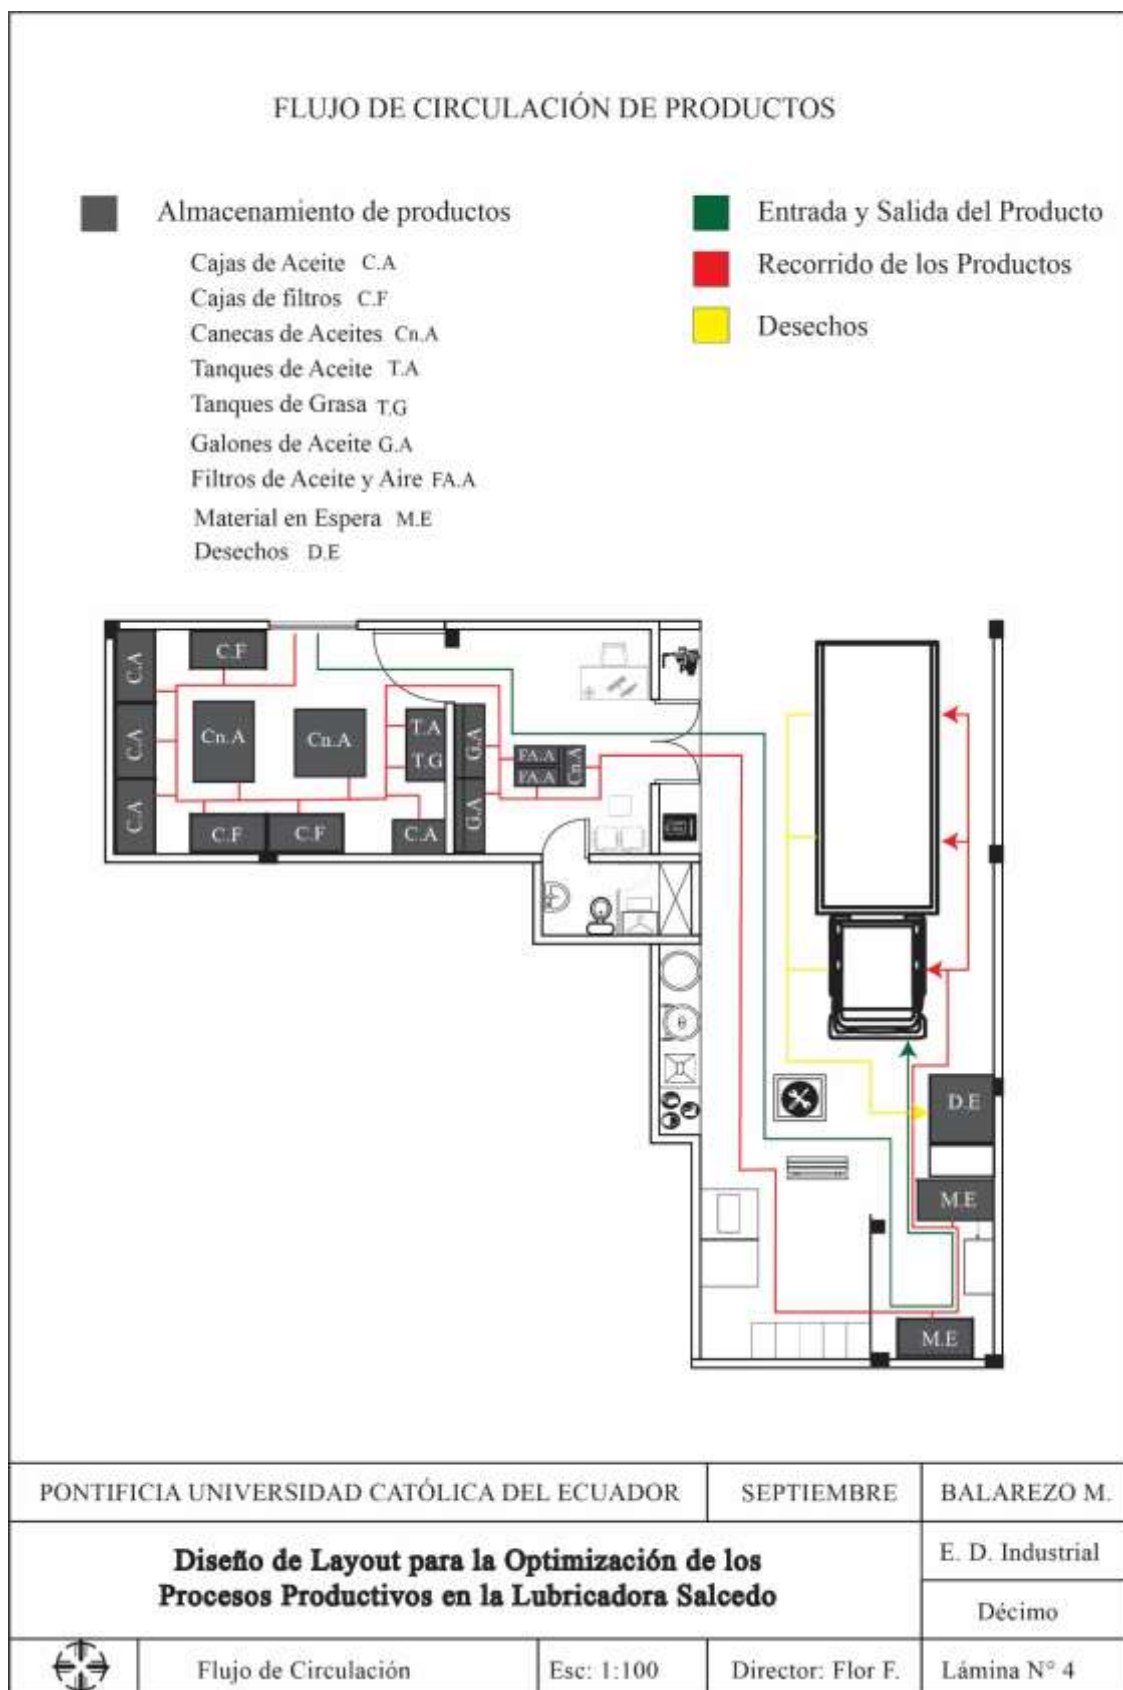 FLUJO DE CIRCULACIÓN DE PRODUCTOS
Almacenamiento de productos
Cajas de Aceite C.A
Cajas de filtros C.F
Canecas de Aceites Cn.A
Tanques de Aceite T.A
Tanques de Grasa T.G
Galones de Aceite G.A
Filtros de Aceite y Aire FA.A
Material en Espera M.E
Desechos D.E
Entrada y Salida del Producto
Recorrido de los Productos
Desechos
C.A
C.F
C.A
Cn.A
Cn.A
T.A
T.G
G.A
FA.A
FA.A
Cn.A
C.A
C.F
C.F
C.A
G.A
D.E
M.E
M.E
PONTIFICIA UNIVERSIDAD CATÓLICA DEL ECUADOR
SEPTIEMBRE
BALAREZO M.
Diseño de Layout para la Optimización de los
Procesos Productivos en la Lubricadora Salcedo
E. D. Industrial
Décimo
Flujo de Circulación
Esc: 1:100
Director: Flor F.
Lámina N° 4